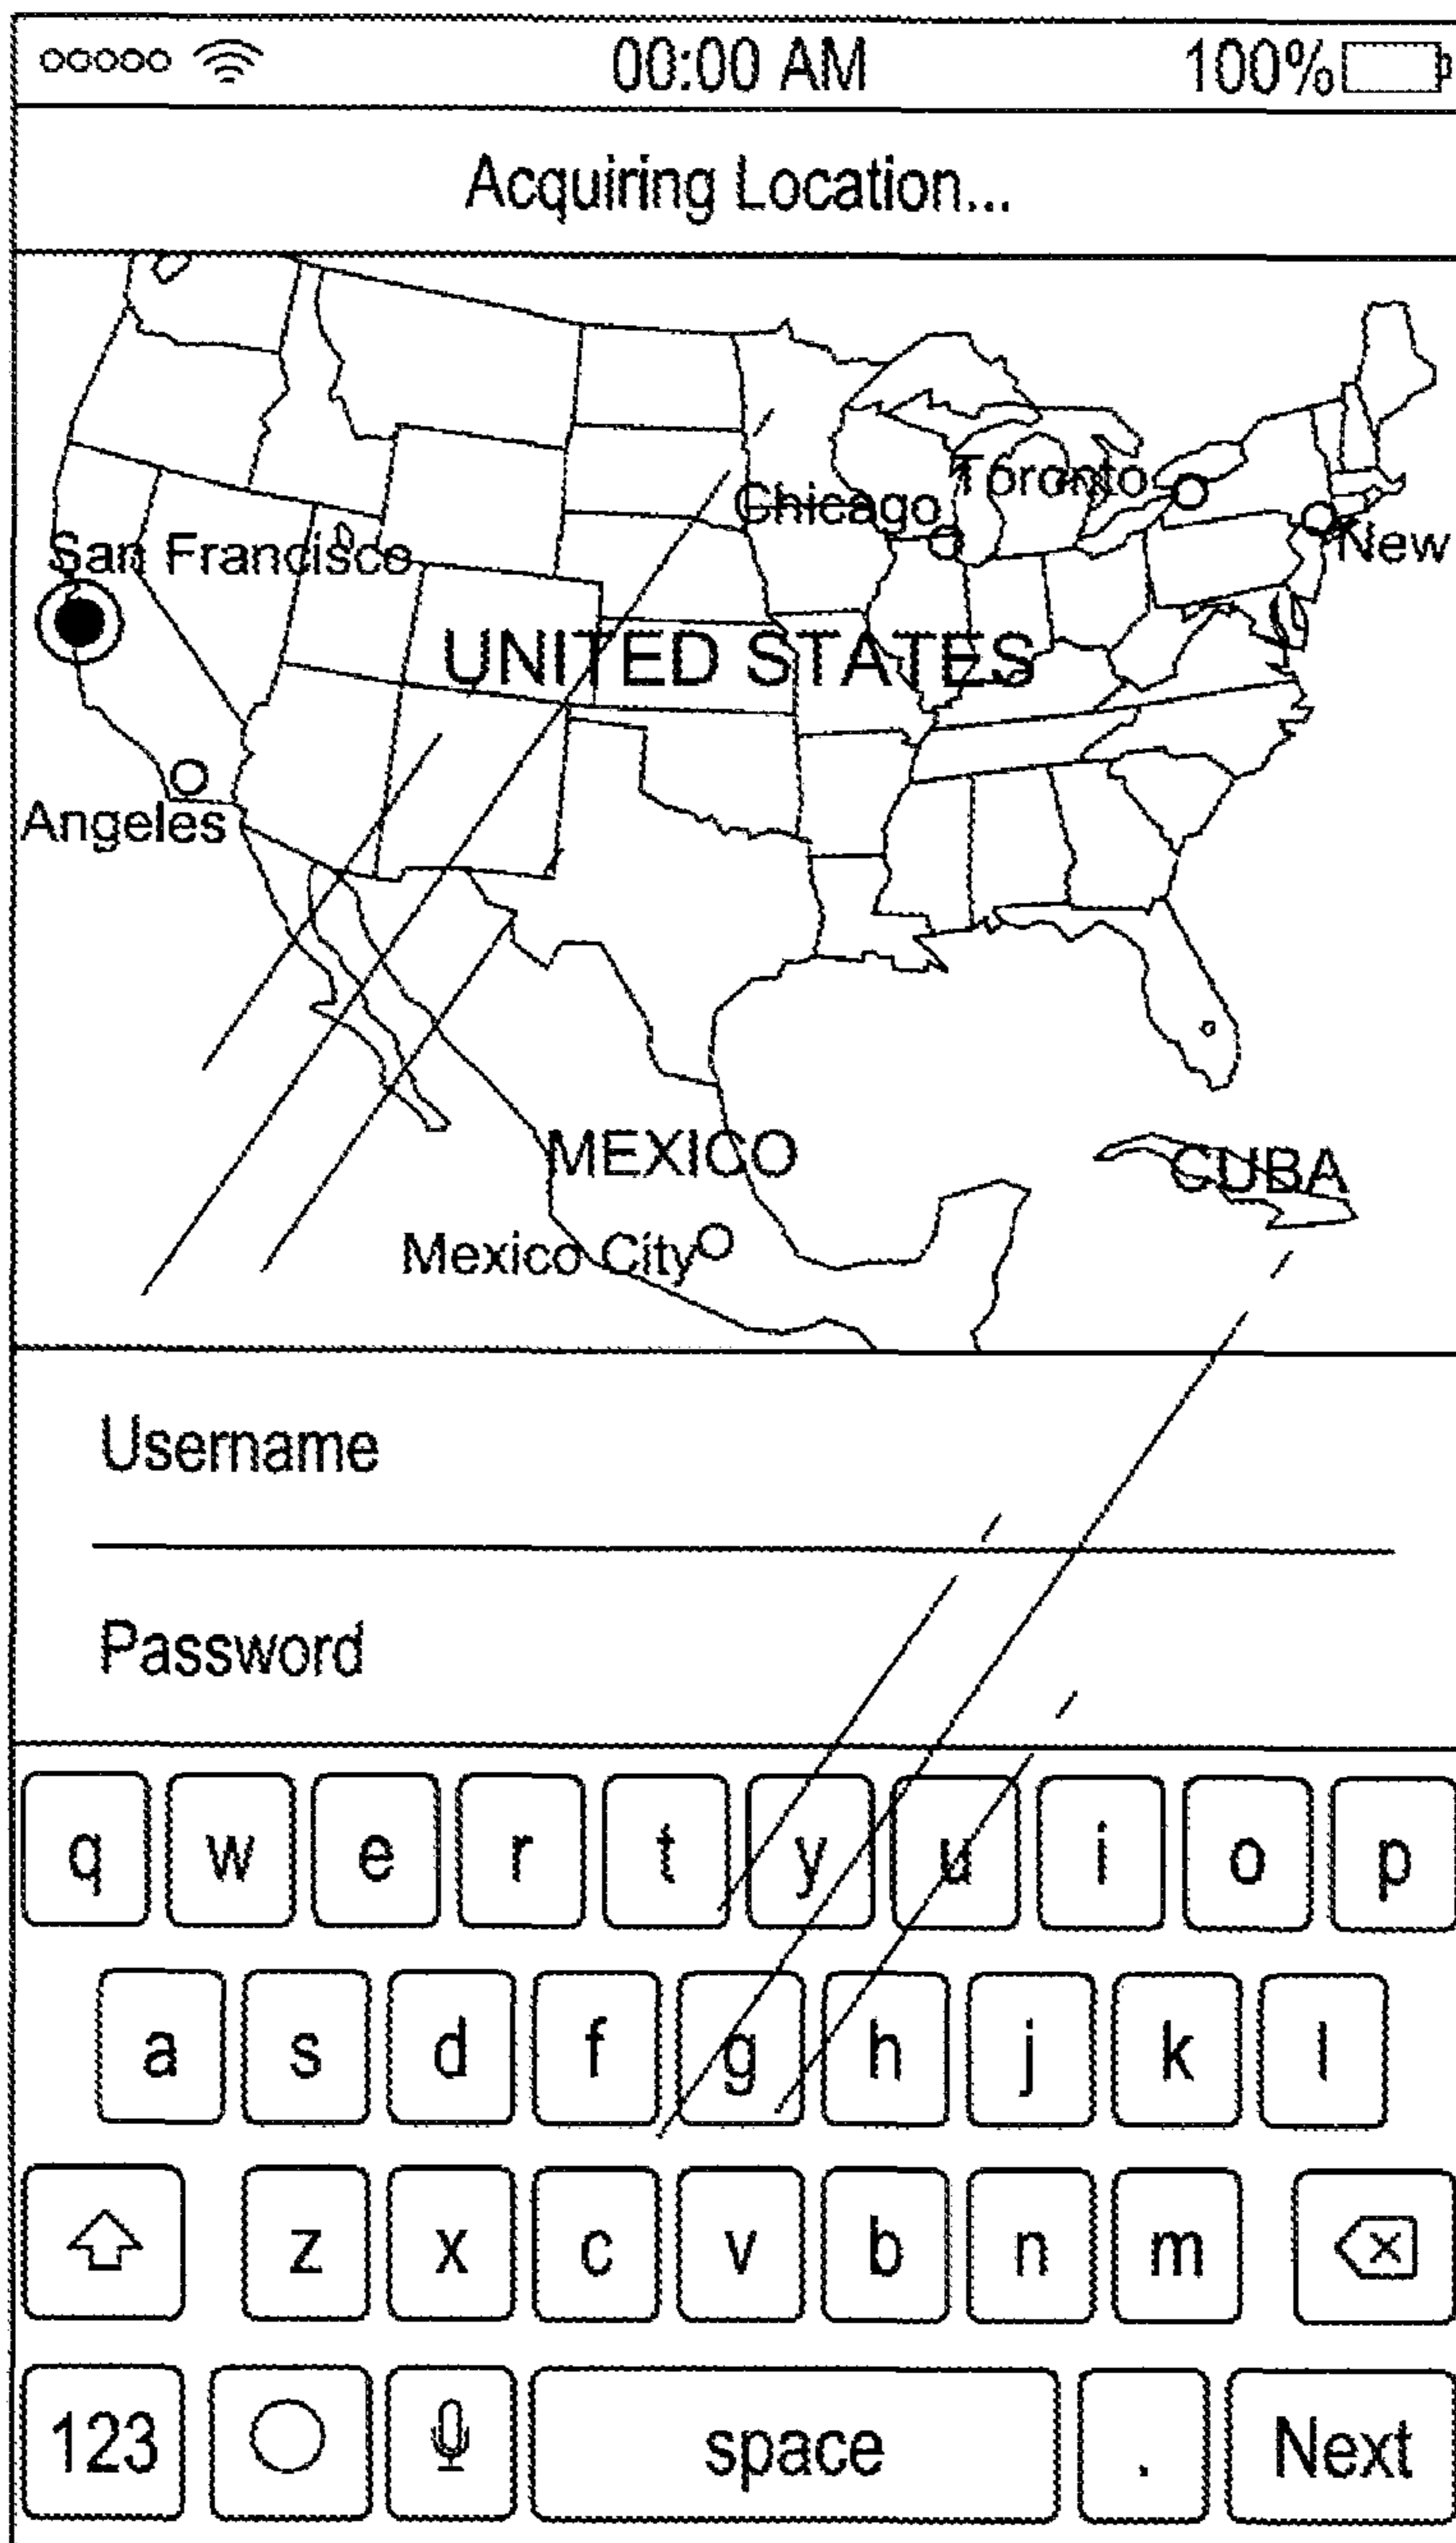 00:00 AM 100%
Acquiring Location...
Toronto
Chicago
New
San Francisco
UNITED STATES
Angeles
MEXICO
CUBA
Mexico City
Username
Password
q w e r t y u i o p
a s d f g h j k l
z x c v b n m
123 space . Next